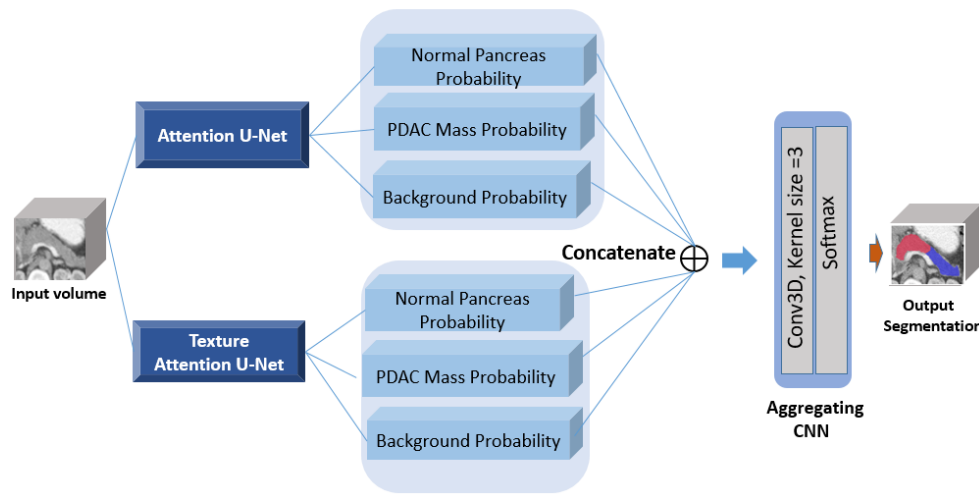 Input volume
Attention U-Net
Texture
Attention U-Net
Normal Pancreas
Probability
PDAC Mass Probability
Background Probability
Normal Pancreas
Probability
PDAC Mass Probability
Background Probability
Concatenate
Conv3D, Kernel size =3
Softmax
Aggregating
CNN
Output
Segmentation